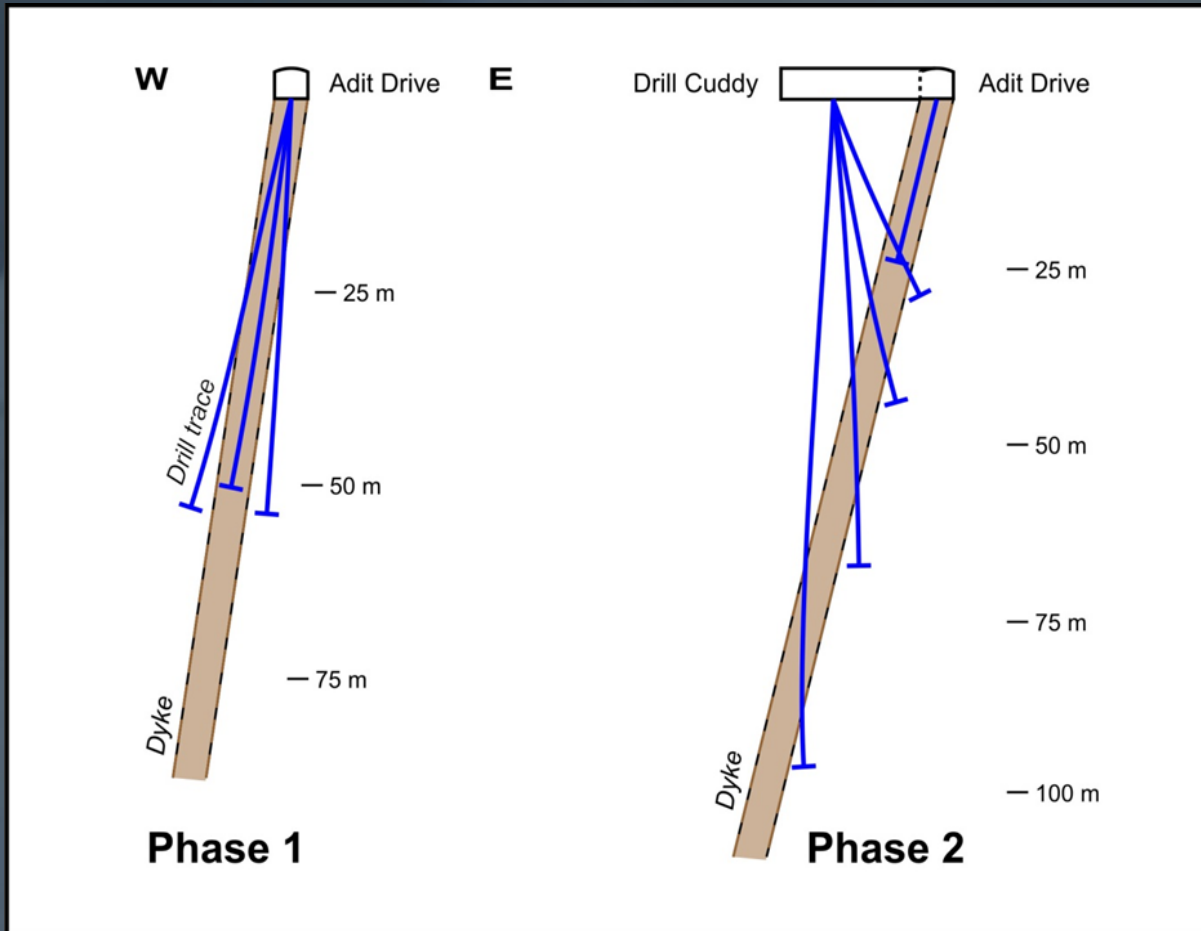 W
Adit Drive
E
Drill trace
25 m
50 m
75 m
Dyke
Phase 1
Drill Cuddy
Adit Drive
25 m
50 m
75 m
100 m
Dyke
Phase 2